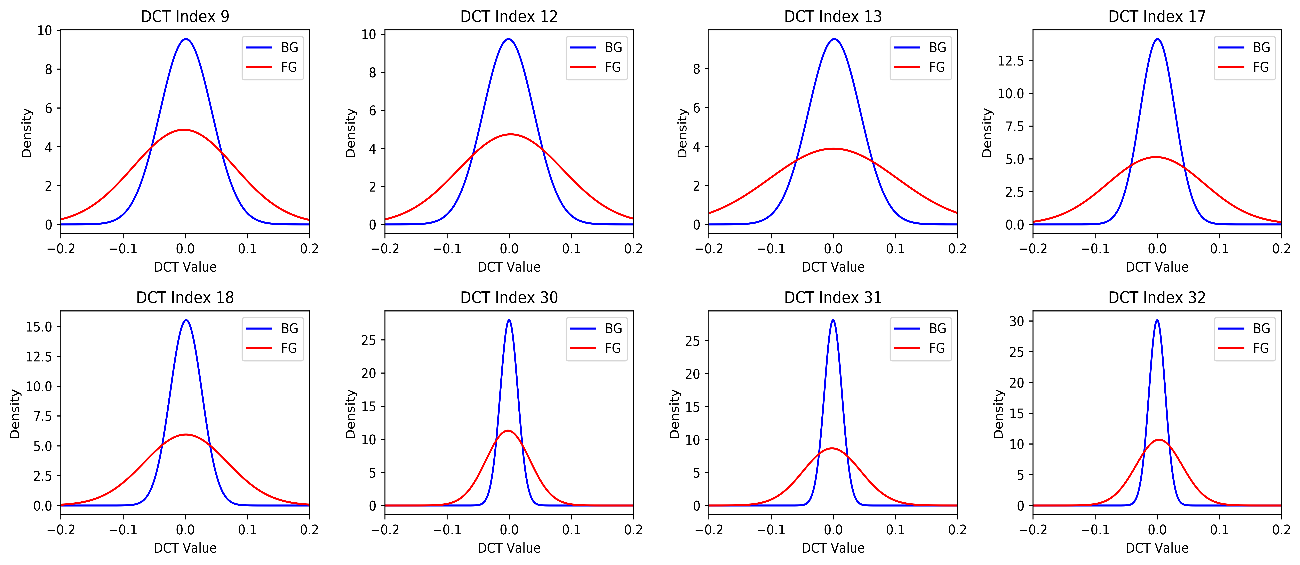 DCT Index 9
10
8
6
4
2
0
Density
BG
FG
−0.2 −0.1 0.0 0.1 0.2
DCT Value
DCT Index 12
10
8
6
4
2
0
Density
BG
FG
−0.2 −0.1 0.0 0.1 0.2
DCT Value
DCT Index 13
8
6
4
2
0
Density
BG
FG
−0.2 −0.1 0.0 0.1 0.2
DCT Value
DCT Index 17
12.5
10.0
7.5
5.0
2.5
0.0
Density
BG
FG
−0.2 −0.1 0.0 0.1 0.2
DCT Value
DCT Index 18
15.0
12.5
10.0
7.5
5.0
2.5
0.0
Density
BG
FG
−0.2 −0.1 0.0 0.1 0.2
DCT Value
DCT Index 30
25
20
15
10
5
0
Density
BG
FG
−0.2 −0.1 0.0 0.1 0.2
DCT Value
DCT Index 31
25
20
15
10
5
0
Density
BG
FG
−0.2 −0.1 0.0 0.1 0.2
DCT Value
DCT Index 32
30
25
20
15
10
5
0
Density
BG
FG
−0.2 −0.1 0.0 0.1 0.2
DCT Value